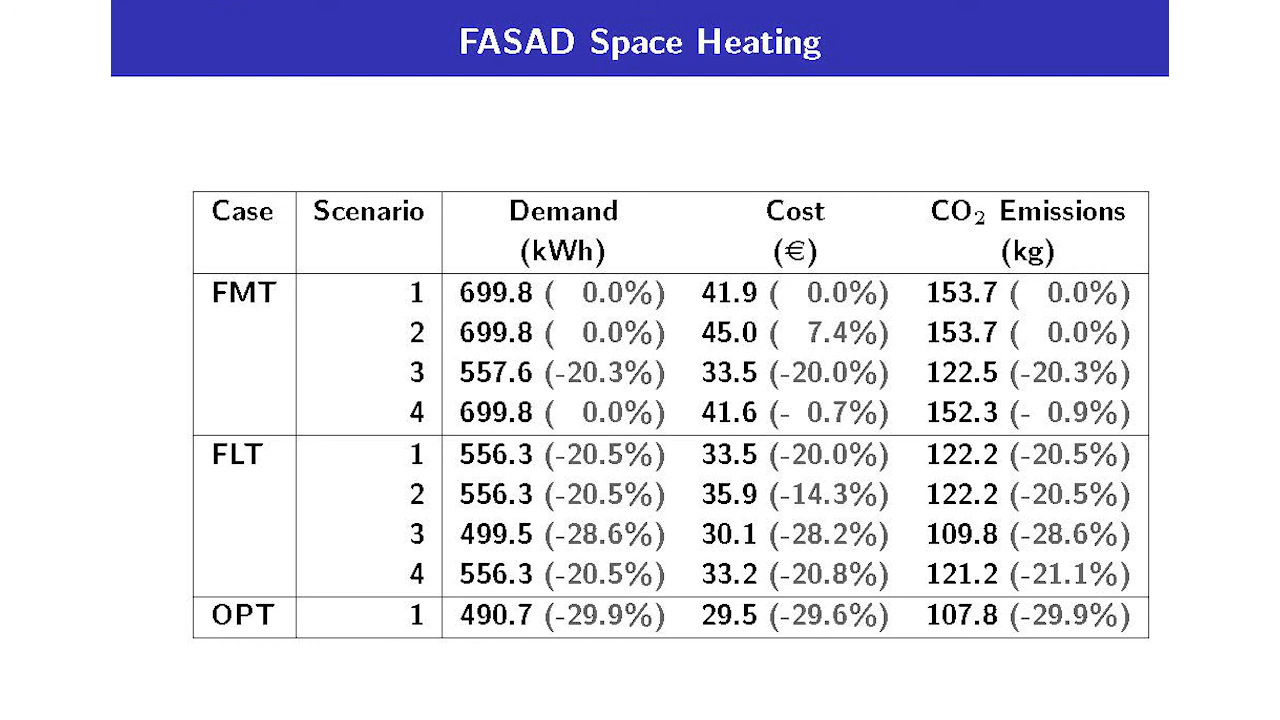 FASAD Space Heating
Case Scenario Demand Cost CO₂ Emissions
(kWh) (€) (kg)
FMT 1 699.8 ( 0.0%) 41.9 ( 0.0%) 153.7 ( 0.0%)
2 699.8 ( 0.0%) 45.0 ( 7.4%) 153.7 ( 0.0%)
3 557.6 (-20.3%) 33.5 (-20.0%) 122.5 (-20.3%)
4 699.8 ( 0.0%) 41.6 (- 0.7%) 152.3 (- 0.9%)
FLT 1 556.3 (-20.5%) 33.5 (-20.0%) 122.2 (-20.5%)
2 556.3 (-20.5%) 35.9 (-14.3%) 122.2 (-20.5%)
3 499.5 (-28.6%) 30.1 (-28.2%) 109.8 (-28.6%)
4 556.3 (-20.5%) 33.2 (-20.8%) 121.2 (-21.1%)
OPT 1 490.7 (-29.9%) 29.5 (-29.6%) 107.8 (-29.9%)